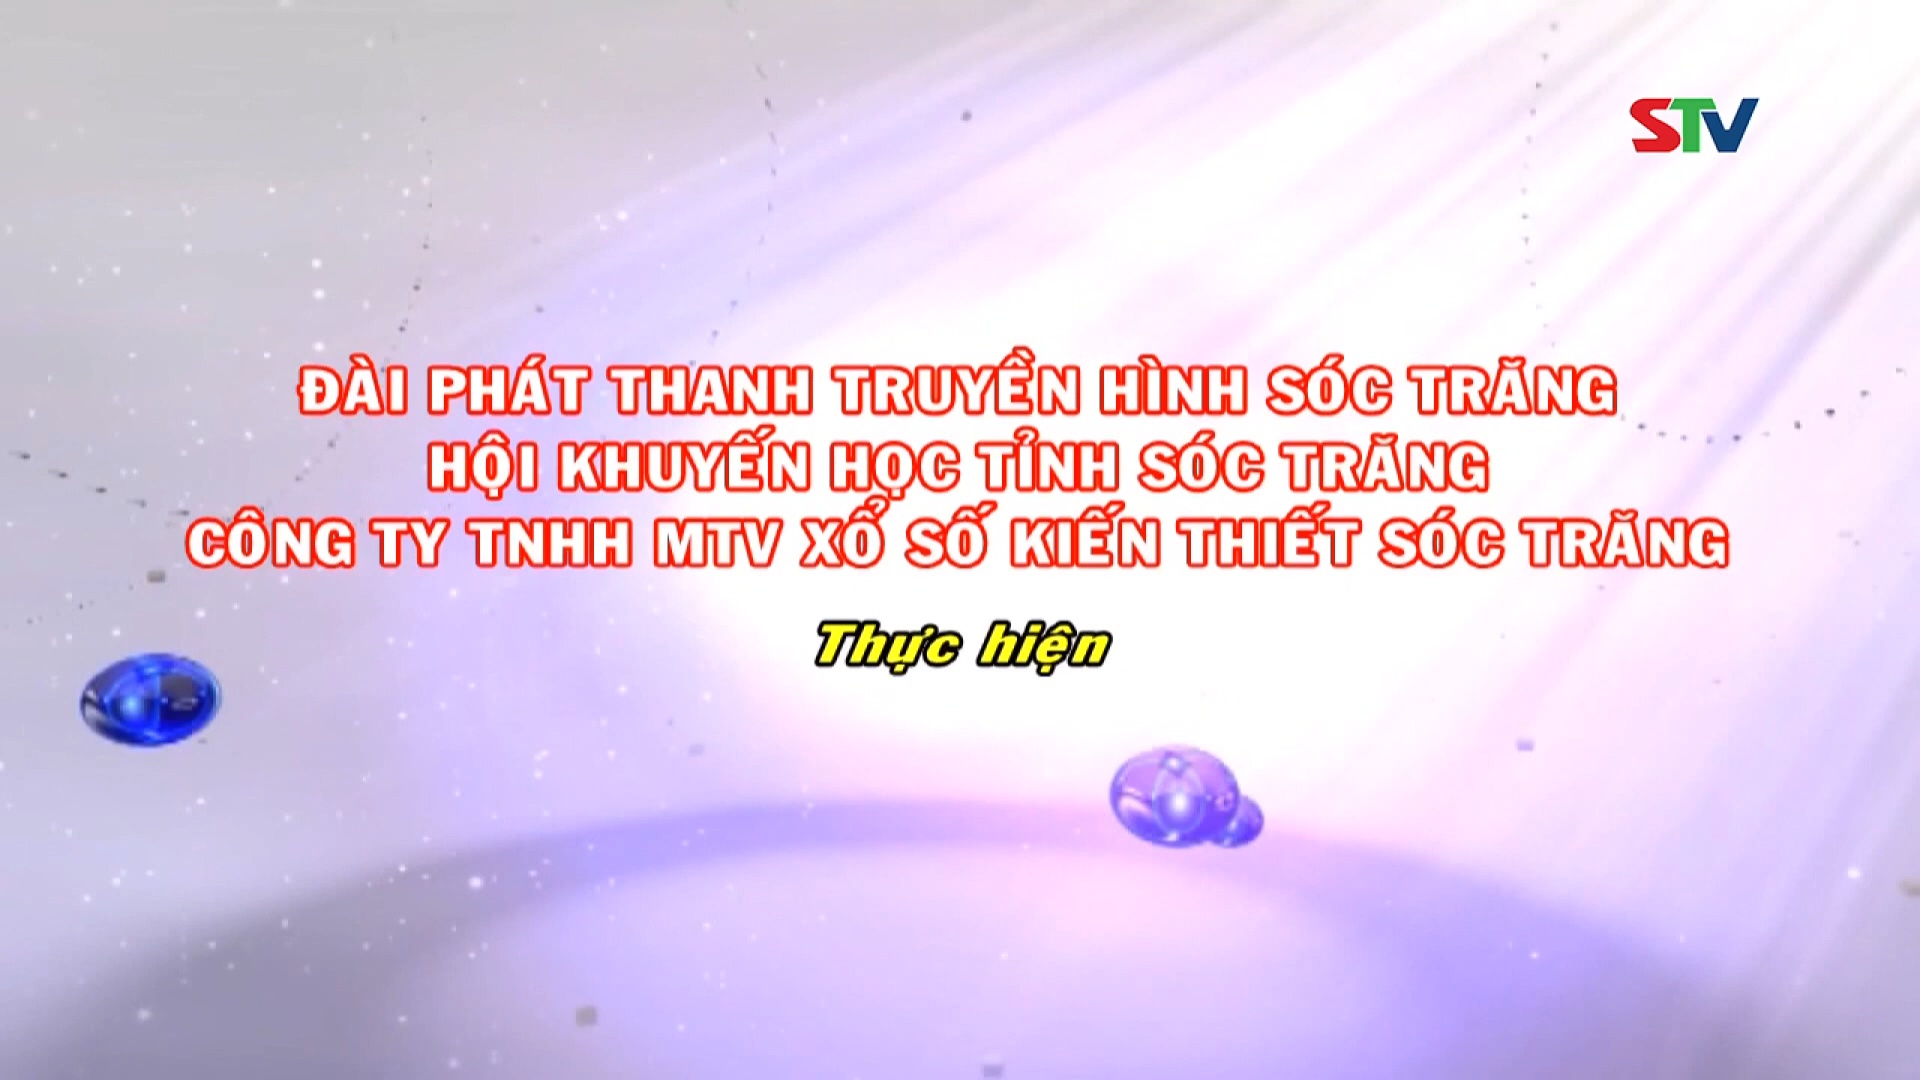 STV
ĐÀI PHÁT THANH TRUYỀN HÌNH SÓC TRĂNG
HỘI KHUYẾN HỌC TỈNH SÓC TRĂNG
CÔNG TY TNHH MTV XỔ SỐ KIẾN THIẾT SÓC TRĂNG
Thực hiện